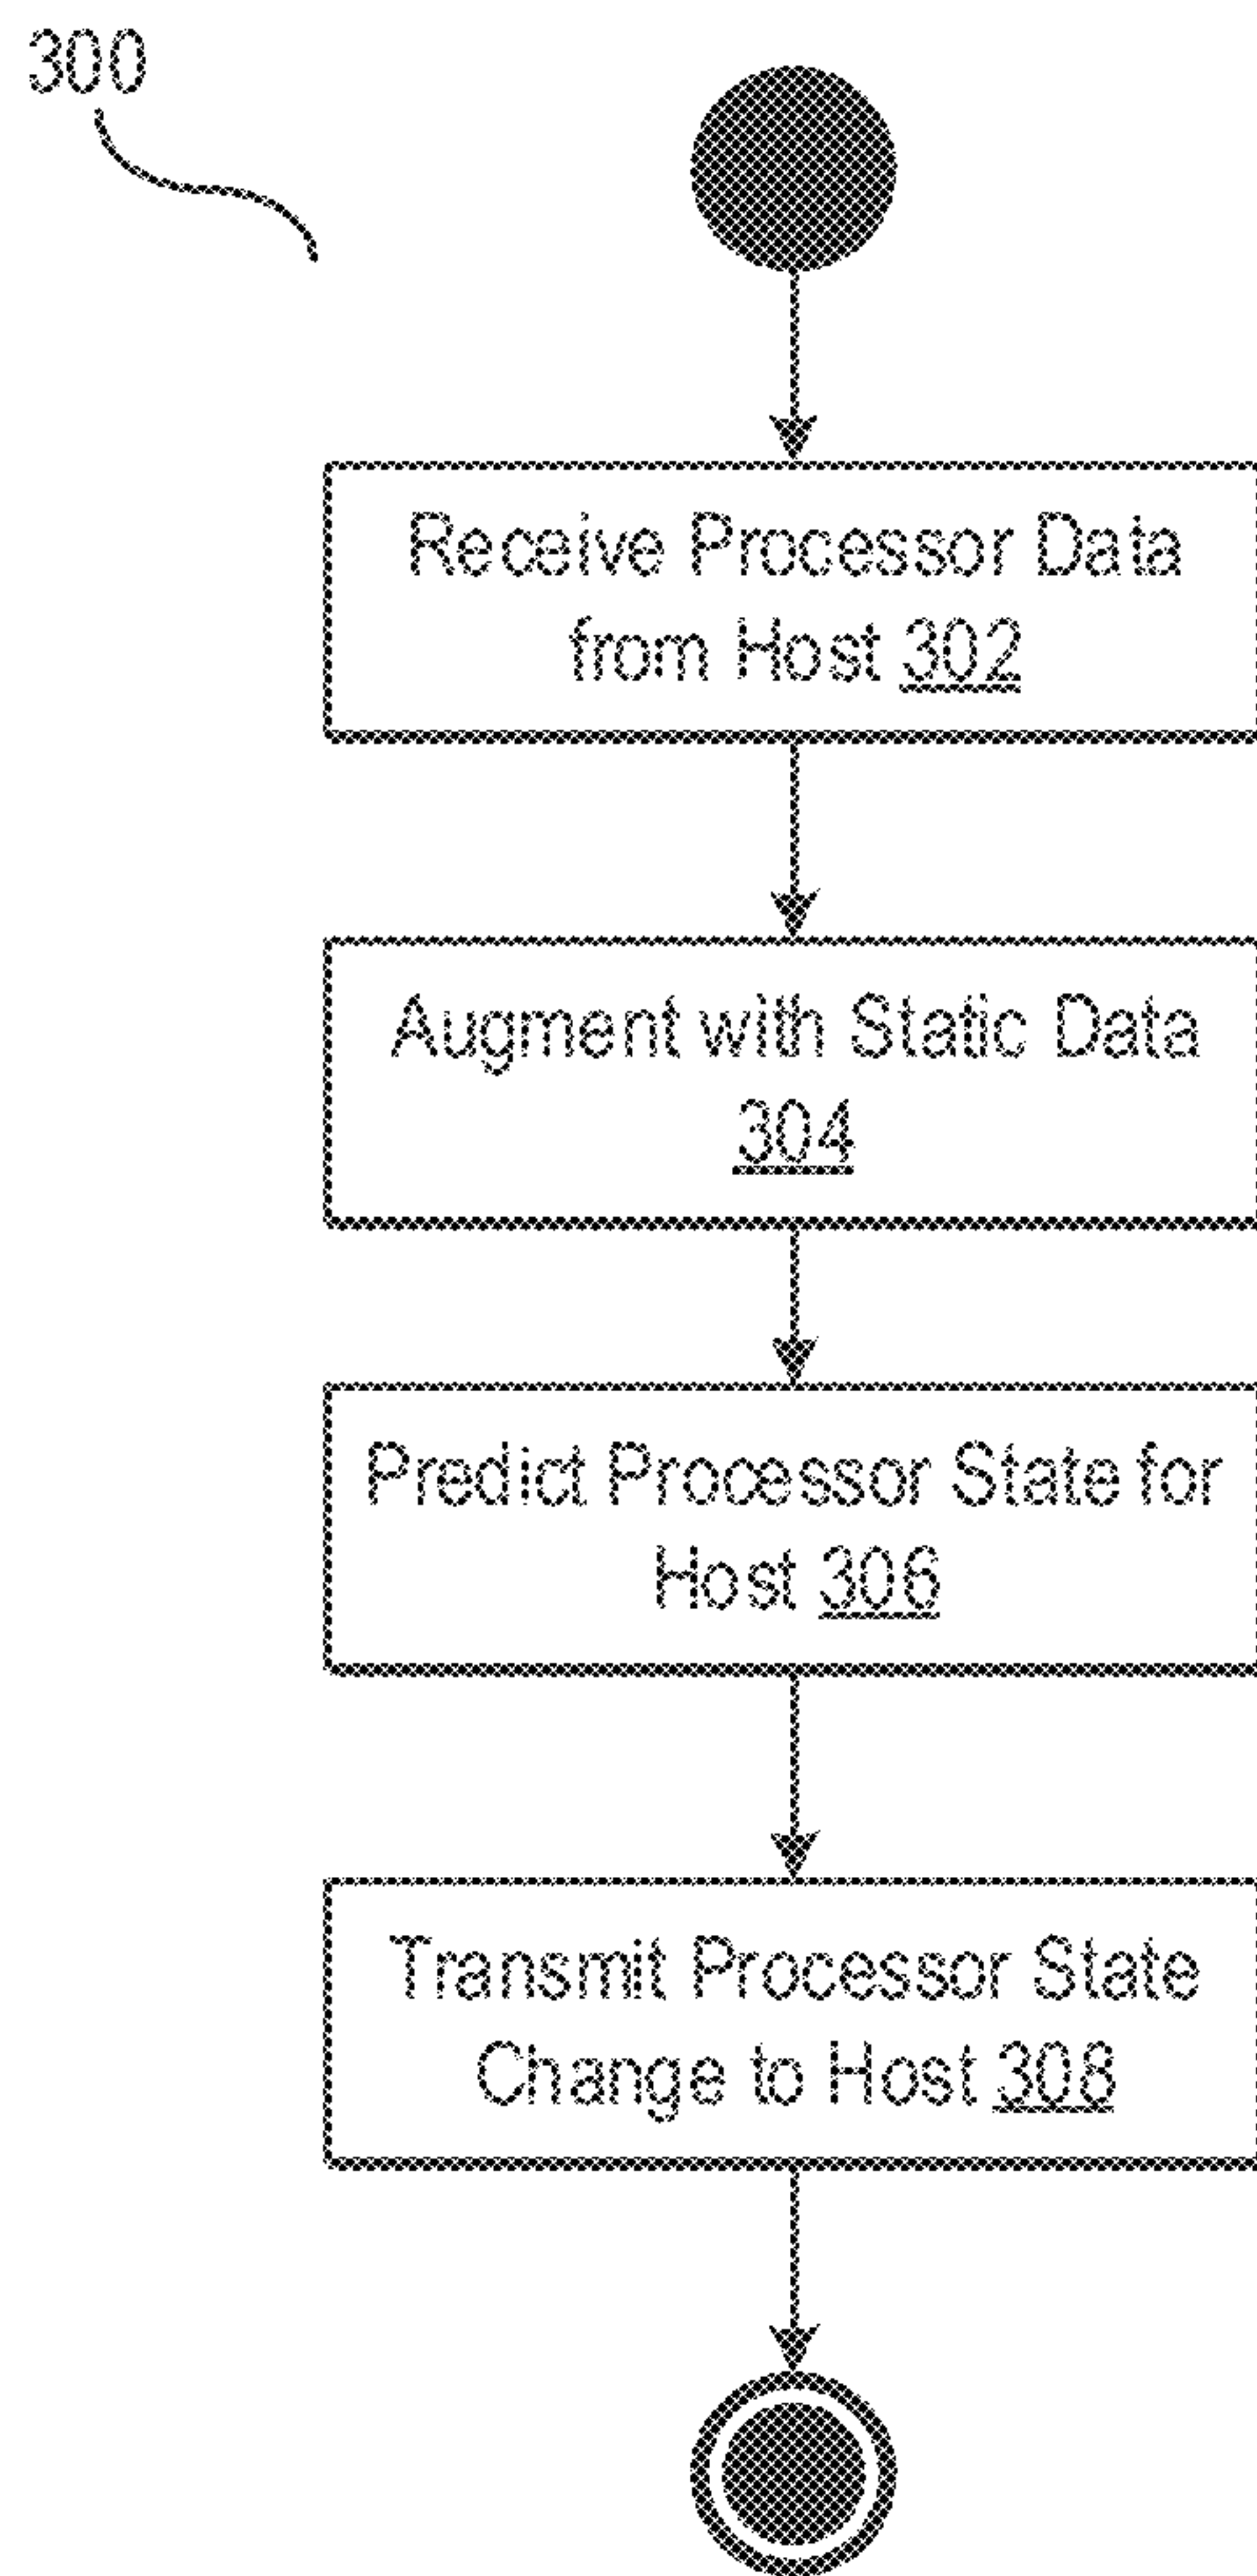 300
Receive Processor Data
from Host 302
Augment with Static Data
304
Predict Processor State for
Host 306
Transmit Processor State
Change to Host 308